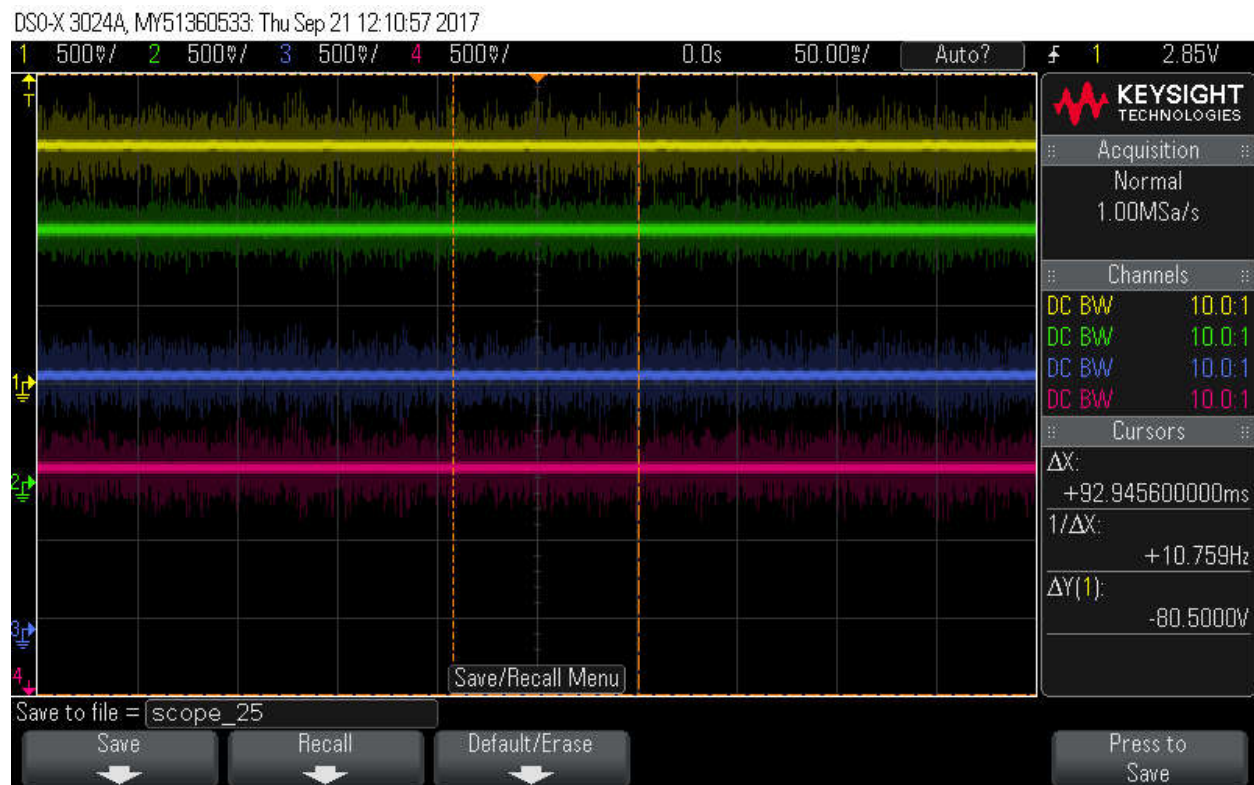 DSO-X 3024A, MY51360533: Thu Sep 21 12:10:57 2017
1 500mV/ 2 500mV/ 3 500mV/ 4 500mV/ 0.0s 50.00ms/ Auto? 1 2.85V
T
KEYSIGHT
TECHNOLOGIES
Acquisition
Normal
1.00MSa/s
Channels
DC BW 10.0:1
DC BW 10.0:1
DC BW 10.0:1
DC BW 10.0:1
Cursors
ΔX:
+92.945600000ms
1/ΔX:
+10.759Hz
ΔY(1):
-80.5000V
1
2
3
4
Save/Recall Menu
Save to file = scope_25
Save
Recall
Default/Erase
Press to
Save